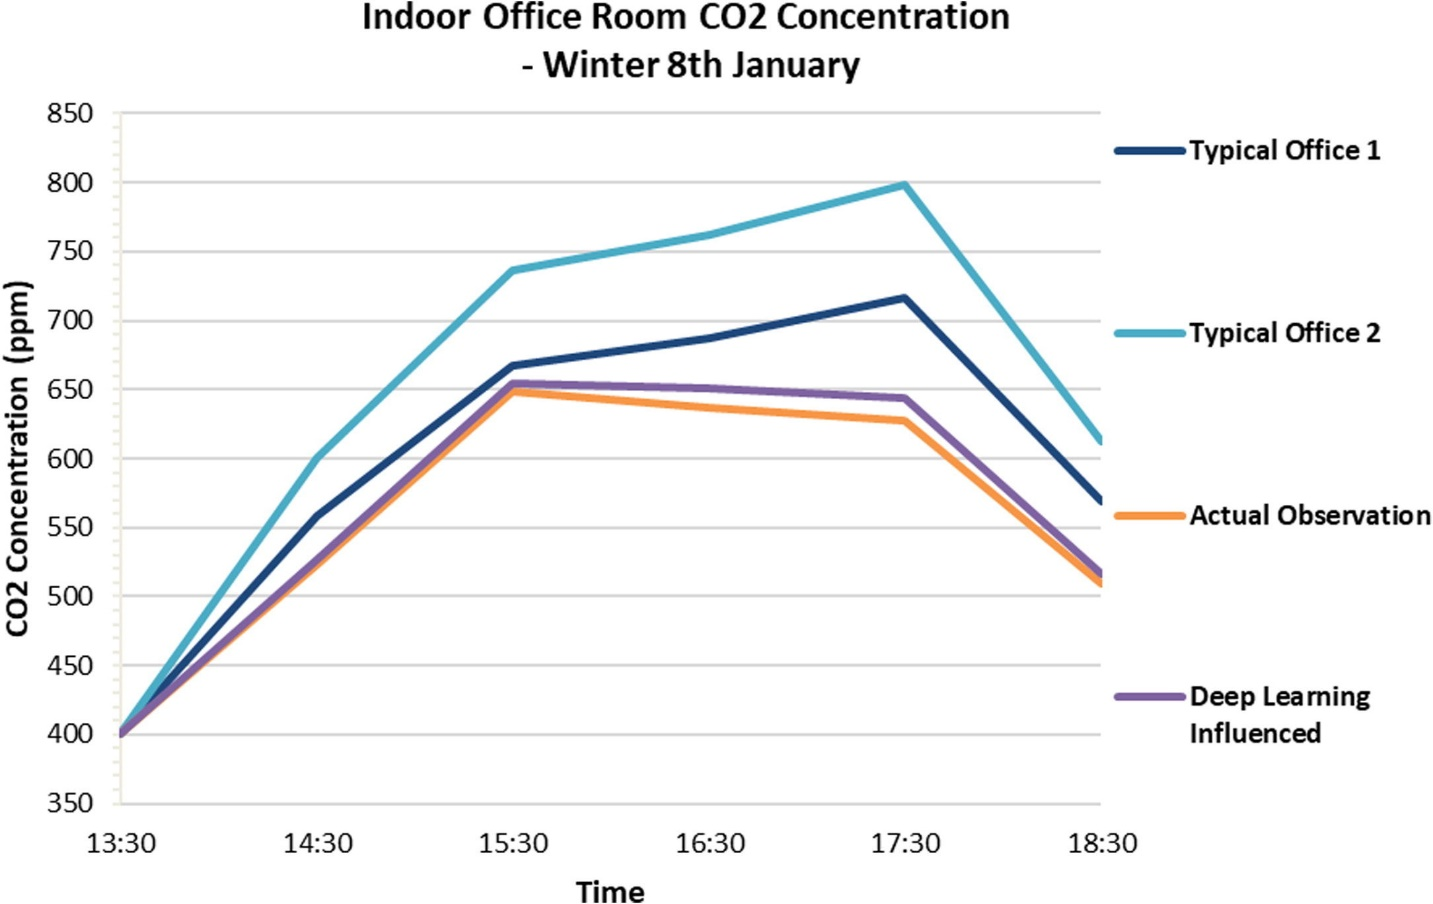 Indoor Office Room CO2 Concentration
- Winter 8th January
850
800
750
700
650
600
550
500
450
400
350
CO2 Concentration (ppm)
13:30 14:30 15:30 16:30 17:30 18:30
Time
Typical Office 1
Typical Office 2
Actual Observation
Deep Learning
Influenced